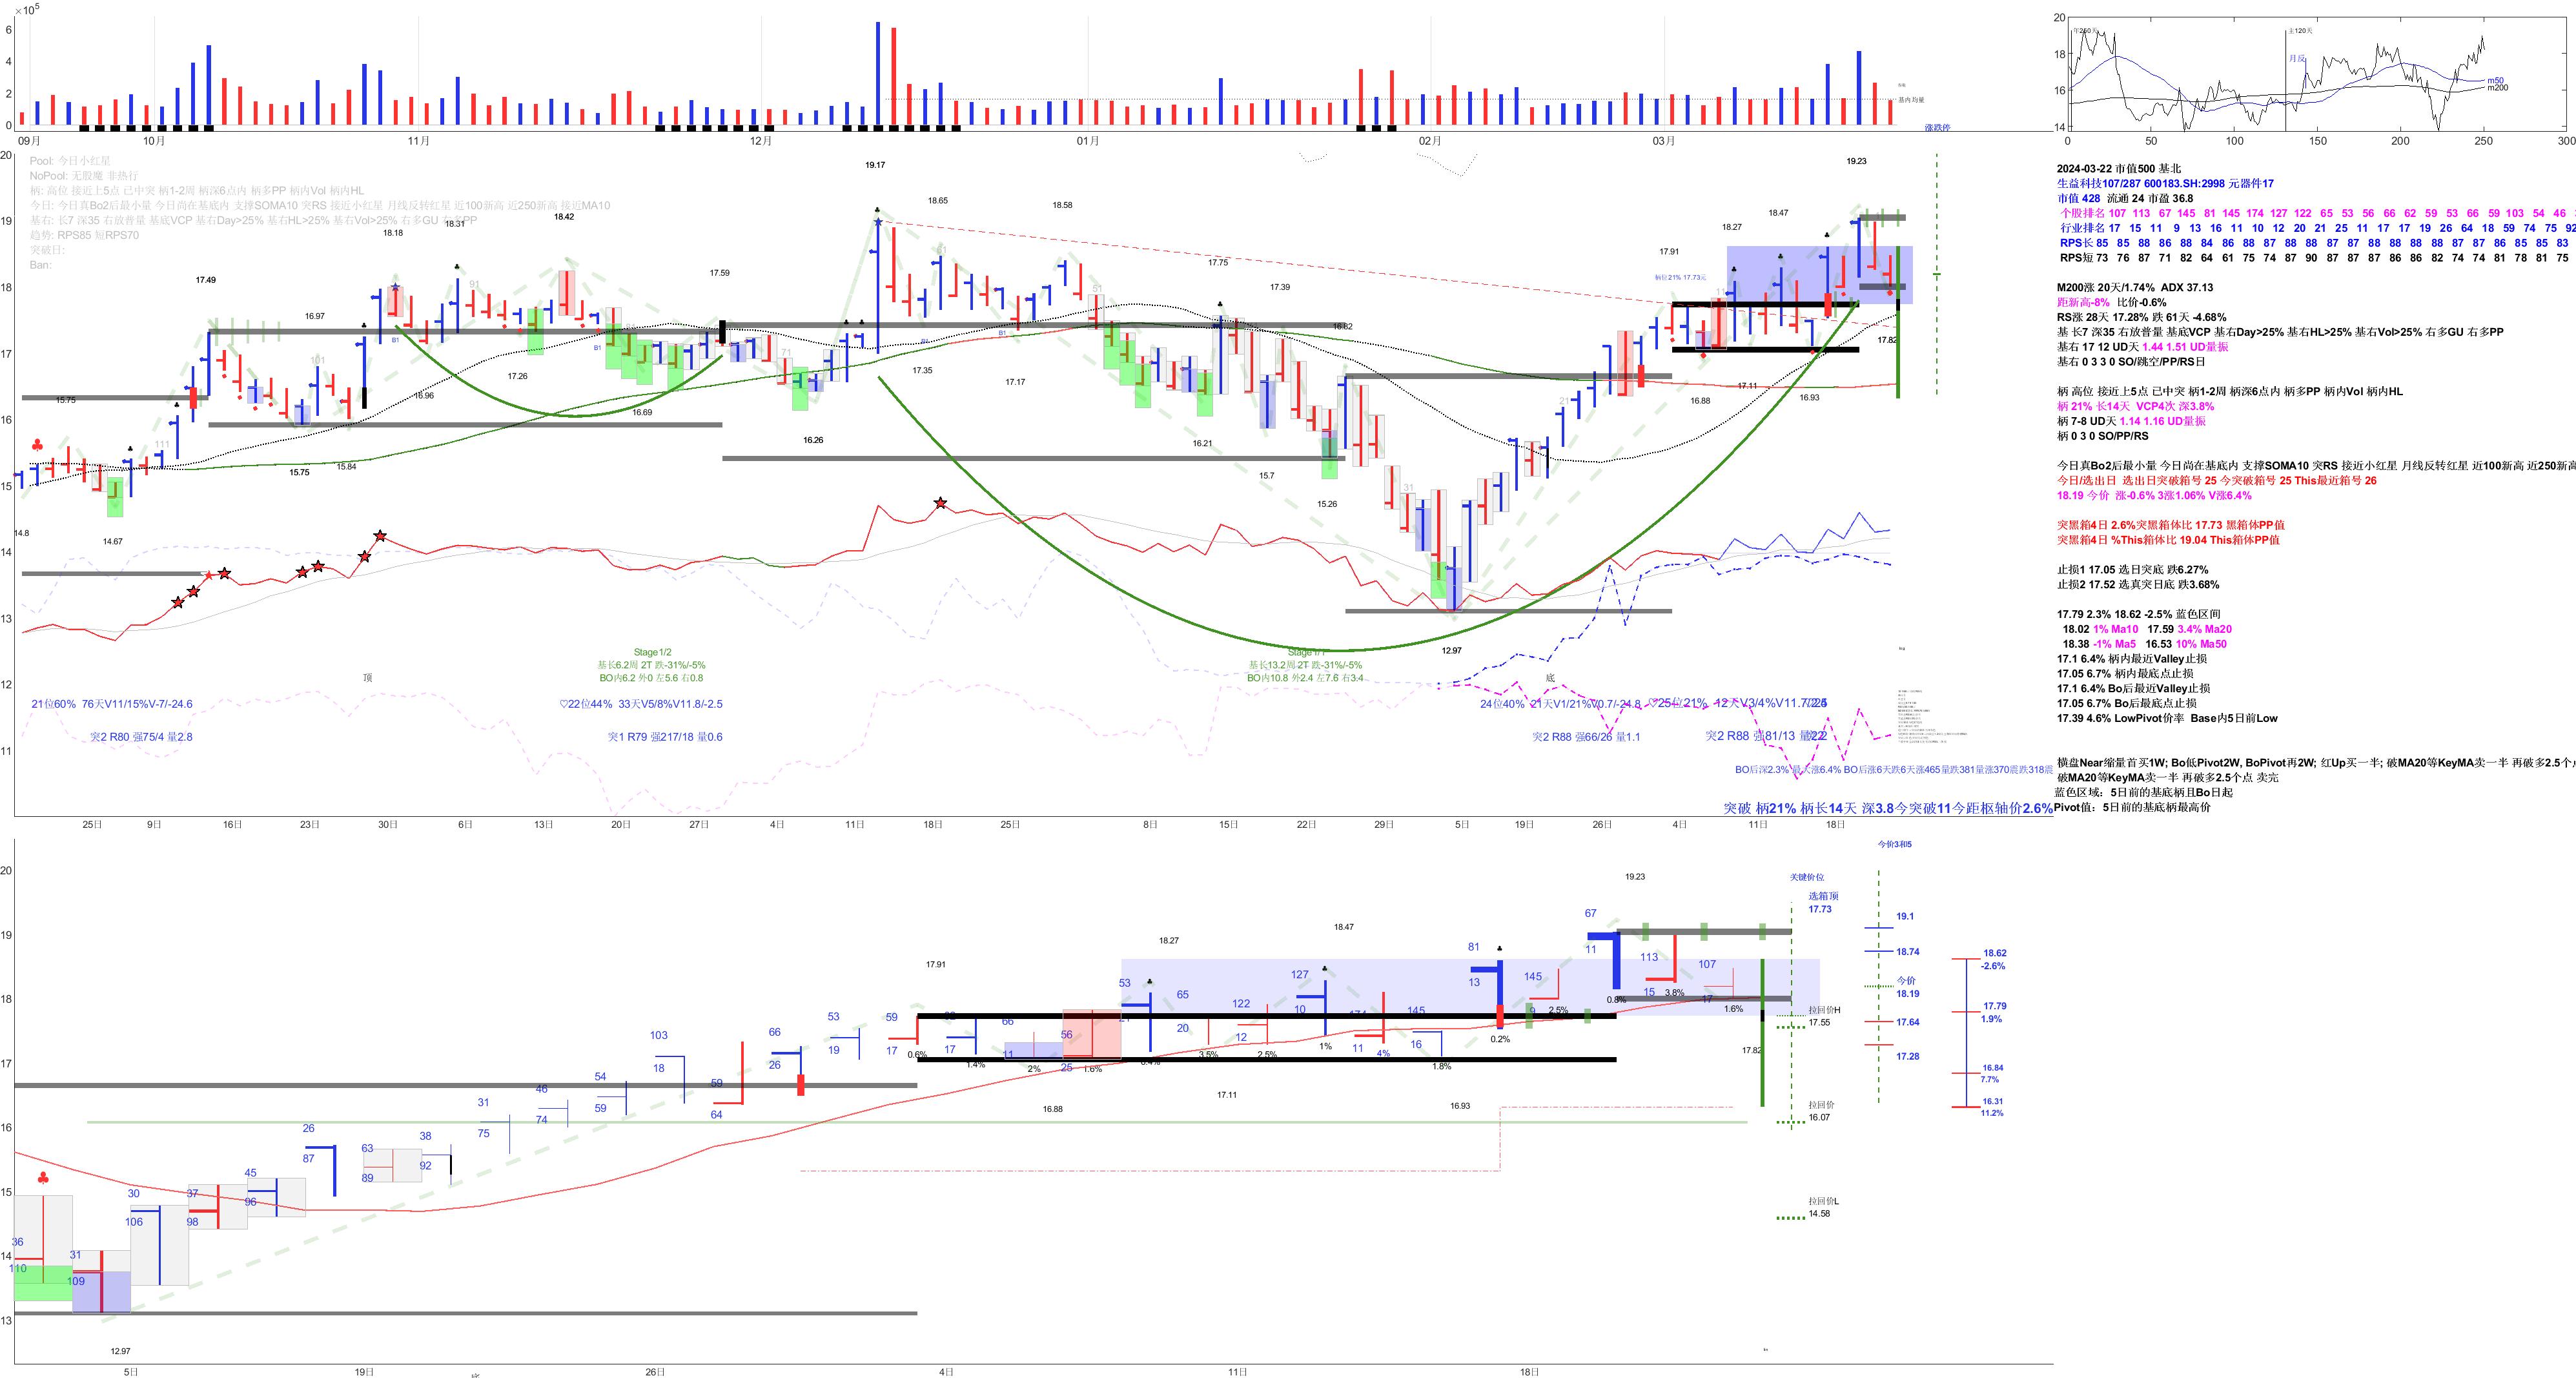 ×10⁵
6
4
2
0
09月
10月
11月
12月
01月
02月
03月
基内均量
涨跌停
20
18
16
14
年250天
主120天
月反
m50
m200
0
50
100
150
200
250
300
Pool: 今日小红星
NoPool: 无股魔 非热行
柄: 高位 接近上5点 已中突 柄1-2周 柄深6点内 柄多PP 柄内Vol 柄内HL
今日: 今日真Bo2后最小量 今日尚在基底内 支撑SOMA10 突RS 接近小红星 月线反转红星 近100新高 近250新高 接近MA10
基右: 长7 深35 右放普量 基底VCP 基右Day>25% 基右HL>25% 基右Vol>25% 右多GU 右多PP
趋势: RPS85 短RPS70
突破日:
Ban:
20
19
18
17
16
15
14
13
12
11
15.75
14.8
14.67
17.49
16.97
15.75
15.84
18.18
16.96
18.31
17.26
18.42
16.69
17.59
16.26
19.17
17.35
18.65
17.17
18.58
16.21
17.75
15.7
17.39
15.26
16.82
12.97
17.91
16.88
18.27
17.11
18.47
16.93
19.23
17.82
111
101
91
71
61
51
31
21
11
B1
B1
B1
B1
柄位21% 17.73元
顶
底
Stage1/2
基长6.2周 2T 跌-31%/-5%
BO内6.2 外0 左5.6 右0.8
Stage1/1
基长13.2周 2T 跌-31%/-5%
BO内10.8 外2.4 左7.6 右3.4
21位60% 76天V11/15%V-7/-24.6
突2 R80 强75/4 量2.8
♡22位44% 33天V5/8%V11.8/-2.5
突1 R79 强217/18 量0.6
24位40% 21天V1/21%V0.7/-24.8
突2 R88 强66/26 量1.1
♡25位21% 12天V3/4%V11.7/2.5
突2 R88 强81/13 量2.2
BO后深2.3% 最大涨6.4% BO后涨6天跌6天涨465量跌381量涨370震跌318震
突破 柄21% 柄长14天 深3.8今突破11今距枢轴价2.6%
25日
9日
16日
23日
30日
6日
13日
20日
27日
4日
11日
18日
25日
8日
15日
22日
29日
5日
19日
26日
4日
11日
18日
2024-03-22 市值500 基北
生益科技107/287 600183.SH:2998 元器件17
市值 428 流通 24 市盈 36.8
个股排名 107 113 67 145 81 145 174 127 122 65 53 56 66 62 59 53 66 59 103 54 46
行业排名 17 15 11 9 13 16 11 10 12 20 21 25 11 17 17 19 26 64 18 59 74 75 92
RPS长 85 85 88 86 88 84 86 88 87 88 88 87 87 88 88 88 88 87 87 86 85 85 83
RPS短 73 76 87 71 82 64 61 75 74 87 90 87 87 87 86 86 82 74 74 81 78 81 75
M200涨 20天/1.74% ADX 37.13
距新高-8% 比价-0.6%
RS涨 28天 17.28% 跌 61天 -4.68%
基 长7 深35 右放普量 基底VCP 基右Day>25% 基右HL>25% 基右Vol>25% 右多GU 右多PP
基右 17 12 UD天 1.44 1.51 UD量振
基右 0 3 3 0 SO/跳空/PP/RS日
柄 高位 接近上5点 已中突 柄1-2周 柄深6点内 柄多PP 柄内Vol 柄内HL
柄 21% 长14天 VCP4次 深3.8%
柄 7-8 UD天 1.14 1.16 UD量振
柄 0 3 0 SO/PP/RS
今日真Bo2后最小量 今日尚在基底内 支撑SOMA10 突RS 接近小红星 月线反转红星 近100新高 近250新高
今日/选出日 选出日突破箱号 25 今突破箱号 25 This最近箱号 26
18.19 今价 涨-0.6% 3涨1.06% V涨6.4%
突黑箱4日 2.6%突黑箱体比 17.73 黑箱体PP值
突黑箱4日 %This箱体比 19.04 This箱体PP值
止损1 17.05 选日突底 跌6.27%
止损2 17.52 选真突日底 跌3.68%
17.79 2.3% 18.62 -2.5% 蓝色区间
18.02 1% Ma10 17.59 3.4% Ma20
18.38 -1% Ma5 16.53 10% Ma50
17.1 6.4% 柄内最近Valley止损
17.05 6.7% 柄内最底点止损
17.1 6.4% Bo后最近Valley止损
17.05 6.7% Bo后最底点止损
17.39 4.6% LowPivot价率 Base内5日前Low
横盘Near缩量首买1W; Bo低Pivot2W, BoPivot再2W; 红Up买一半; 破MA20等KeyMA卖一半 再破多2.5个
破MA20等KeyMA卖一半 再破多2.5个点 卖完
蓝色区域: 5日前的基底柄且Bo日起
Pivot值: 5日前的基底柄最高价
20
19
18
17
16
15
14
13
36
110
31
109
30
106
37
98
45
96
26
87
63
89
38
92
31
75
46
74
54
59
103
18
59
64
66
26
53
19
59
17
0.6%
17.91
17
1.4%
66
11
2%
16.88
56
25
1.6%
53
18.27
65
20
3.5%
17.11
122
12
2.5%
127
10
1%
18.47
174
11
4%
145
16
1.8%
16.93
81
13
0.2%
145
9
2.5%
67
11
0.8%
19.23
113
15
3.8%
107
17
1.6%
17.82
12.97
关键价位
选箱顶
17.73
拉回价H
17.55
拉回价
16.07
拉回价L
14.58
今价3和5
19.1
18.74
今价
18.19
17.64
17.28
18.62
-2.6%
17.79
1.9%
16.84
7.7%
16.31
11.2%
5日
19日
26日
4日
11日
18日
底